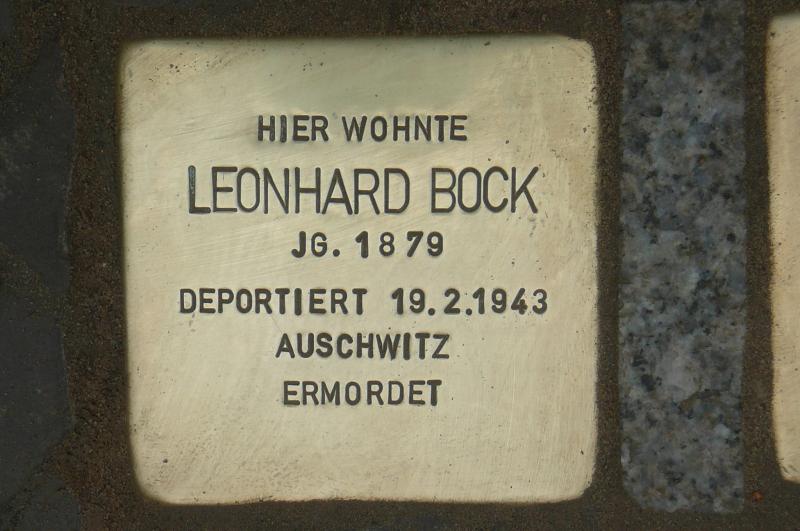 HIER WOHNTE
LEONHARD BOCK
JG. 1879
DEPORTIERT 19.2.1943
AUSCHWITZ
ERMORDET